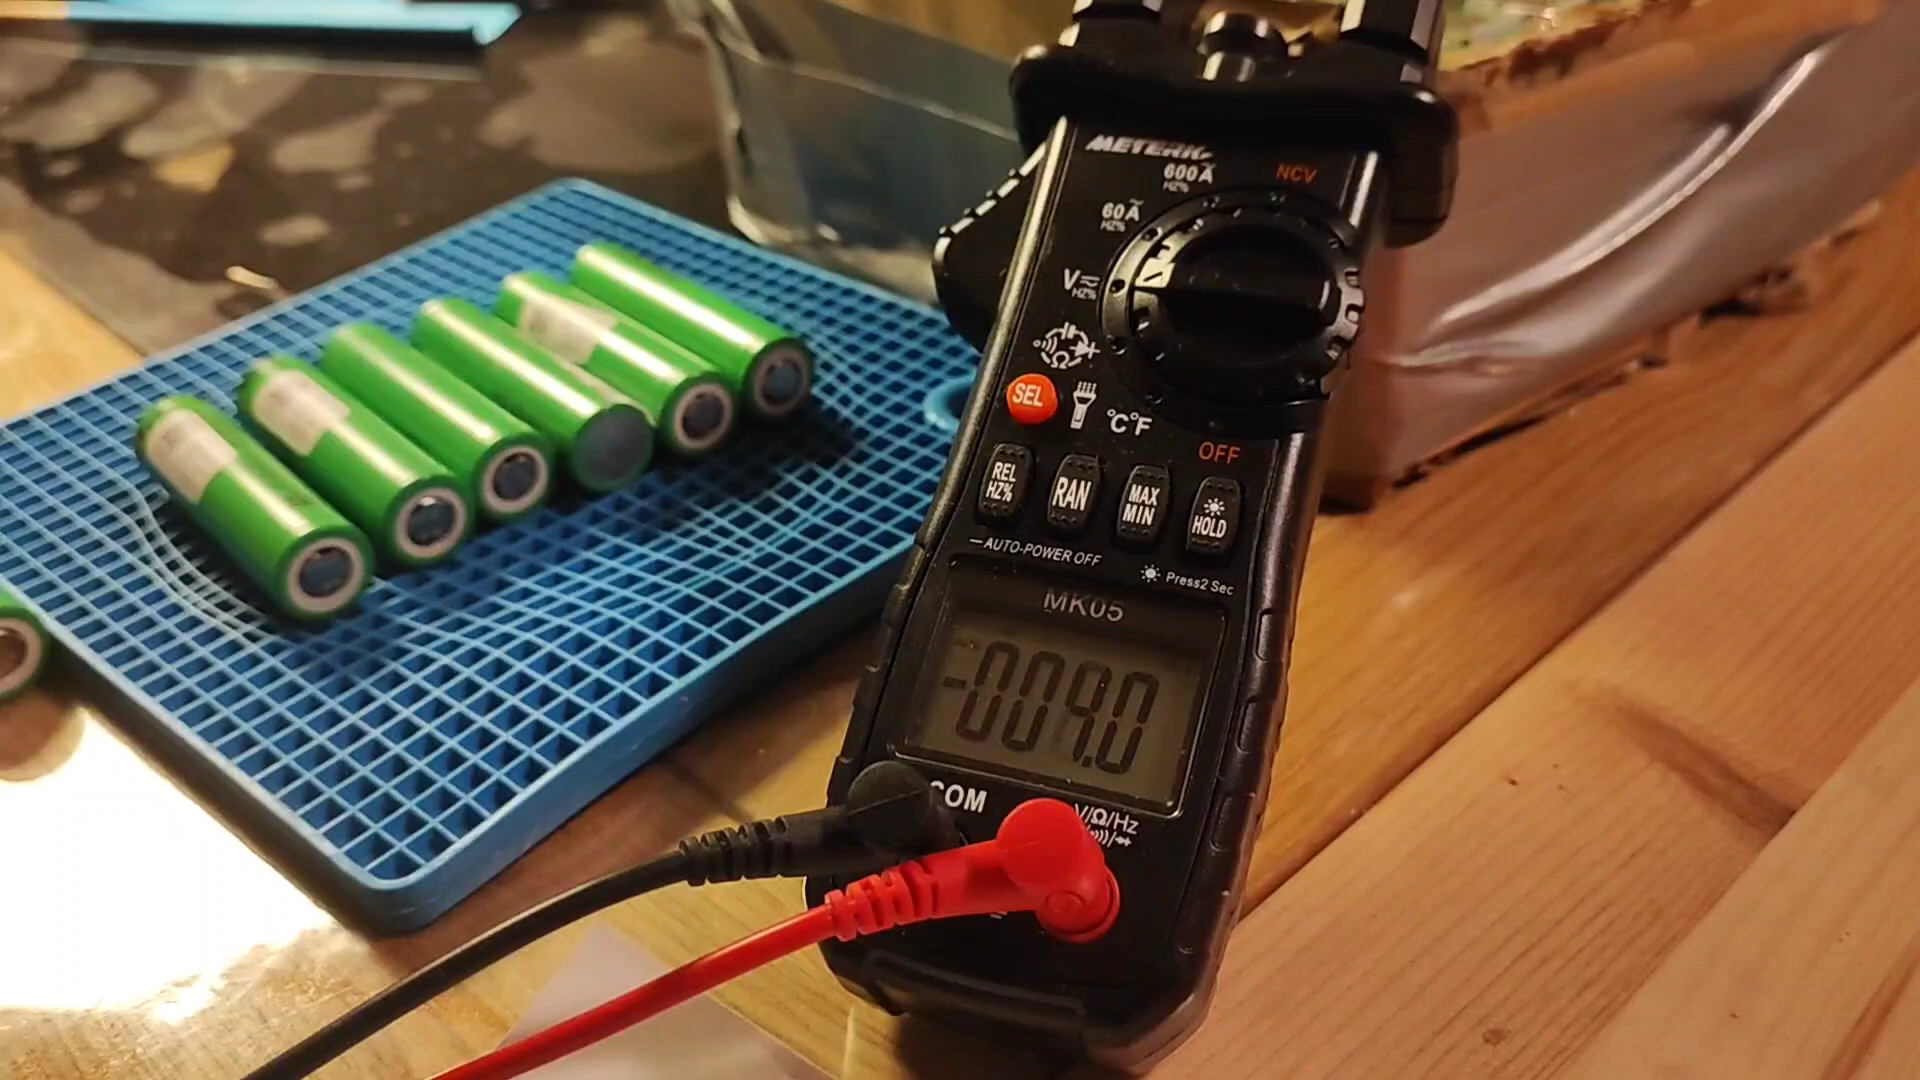 METERK
600A
HZ%
NCV
60A
HZ%
V
HZ%
Ω
SEL
°C°F
OFF
REL
HZ%
RAN
MAX
MIN
HOLD
AUTO-POWER OFF
Press2 Sec
MK05
-009.0
COM
V/Ω/Hz